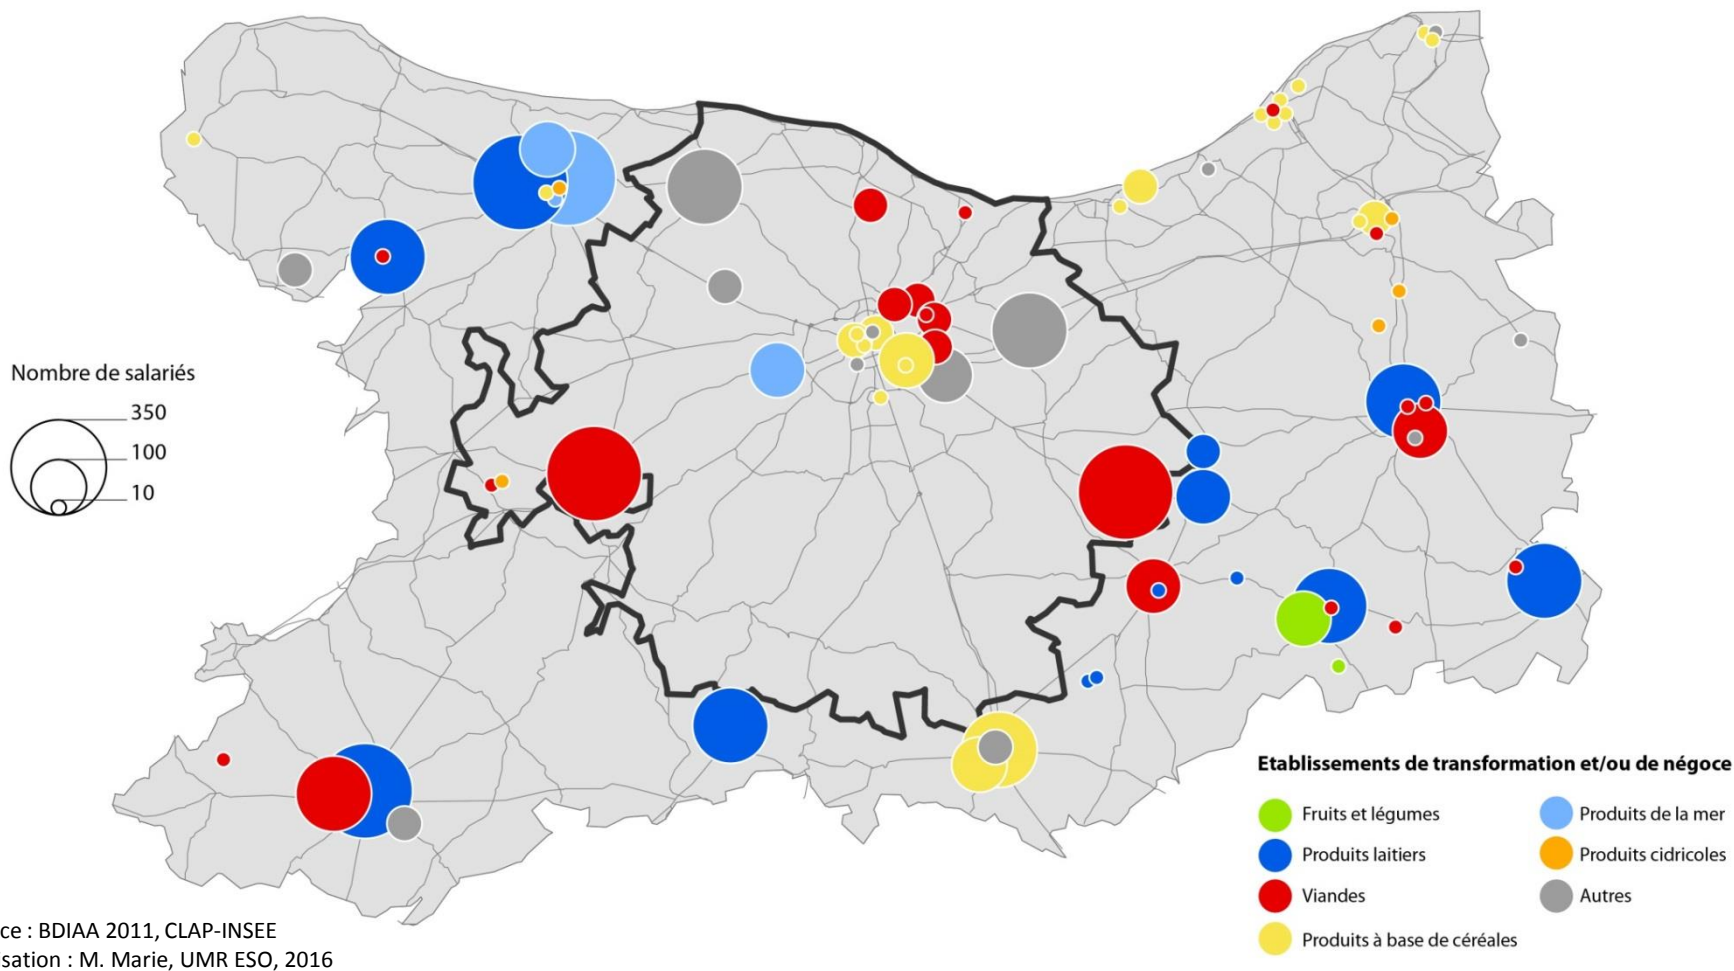 Nombre de salariés
350
100
10
Etablissements de transformation et/ou de négoce
Fruits et légumes
Produits laitiers
Viandes
Produits à base de céréales
Produits de la mer
Produits cidricoles
Autres
ce : BDIAA 2011, CLAP-INSEE
sation : M. Marie, UMR ESO, 2016